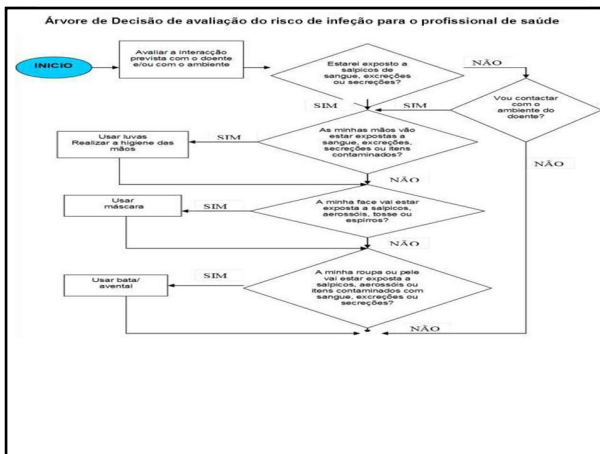 Árvore de Decisão de avaliação do risco de infeção para o profissional de saúde
INICIO
Avaliar a interacção
prevista com o doente
e/ou com o ambiente
Estarei exposto a
salpicos de
sangue, excreções
ou secreções?
NÃO
SIM
SIM
Vou contactar
com o
ambiente do
doente?
NÃO
As minhas mãos vão
estar expostas a
sangue, excreções,
secreções ou itens
contaminados?
SIM
Usar luvas
Realizar a higiene das
mãos
NÃO
A minha face vai estar
exposta a salpicos,
aerossóis, tosse ou
espirros?
SIM
Usar
máscara
NÃO
A minha roupa ou pele
vai estar exposta a
salpicos, aerosóis ou
itens contaminados com
sangue, excreções ou
secreções?
SIM
Usar bata/
avental
NÃO